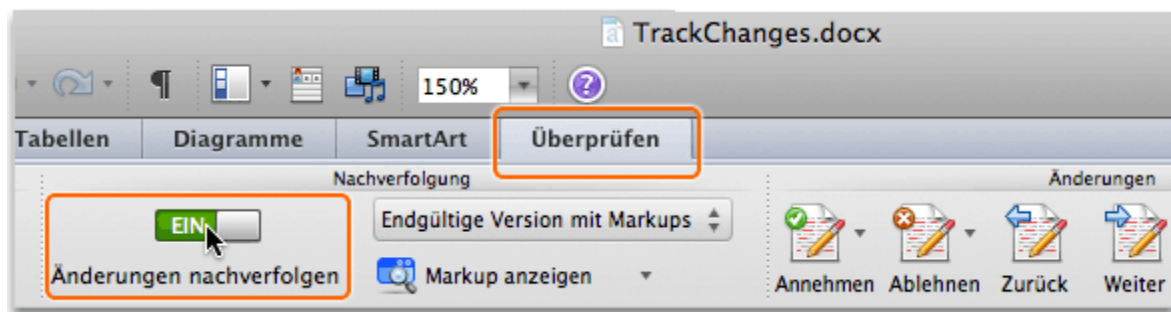 TrackChanges.docx
150%
Tabellen Diagramme SmartArt Überprüfen
Nachverfolgung Änderungen
EIN Endgültige Version mit Markups
Änderungen nachverfolgen Markup anzeigen Annehmen Ablehnen Zurück Weiter